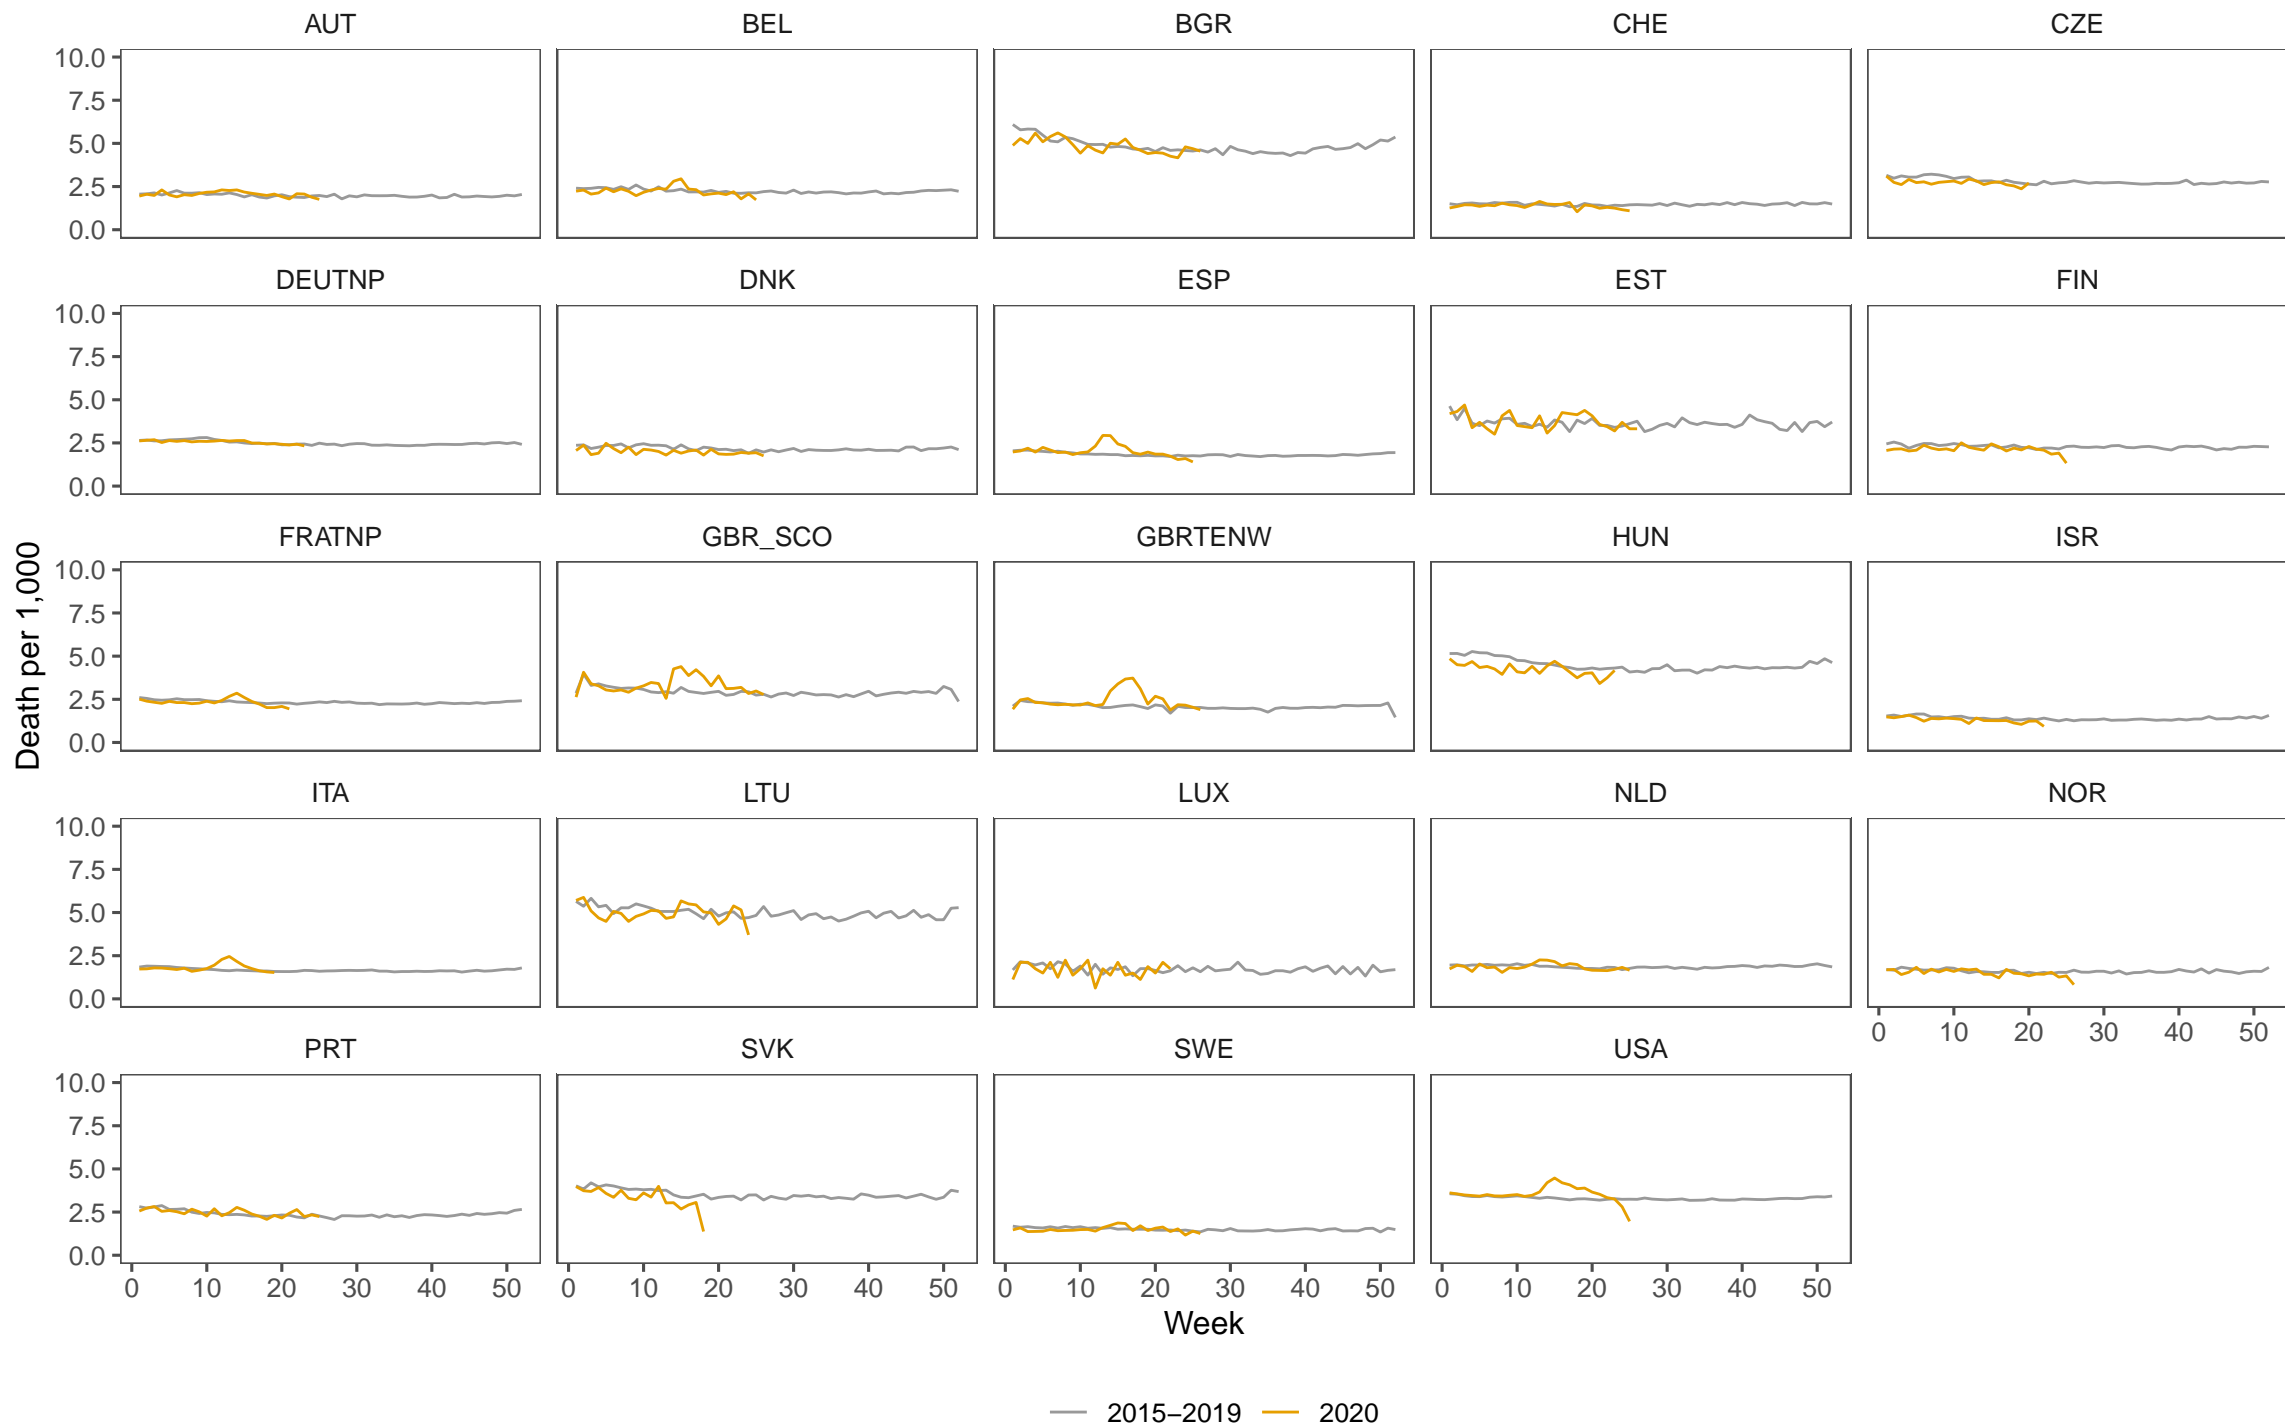 AUT BEL BGR CHE CZE
10.0
7.5
5.0
2.5
0.0
DEUTNP DNK ESP EST FIN
10.0
7.5
5.0
2.5
0.0
FRATNP GBR_SCO GBRTENW HUN ISR
10.0
7.5
5.0
2.5
0.0
Death per 1,000
ITA LTU LUX NLD NOR
10.0
7.5
5.0
2.5
0.0
0 10 20 30 40 50
PRT SVK SWE USA
10.0
7.5
5.0
2.5
0.0
0 10 20 30 40 50 0 10 20 30 40 50 0 10 20 30 40 50 0 10 20 30 40 50
Week
2015–2019 2020